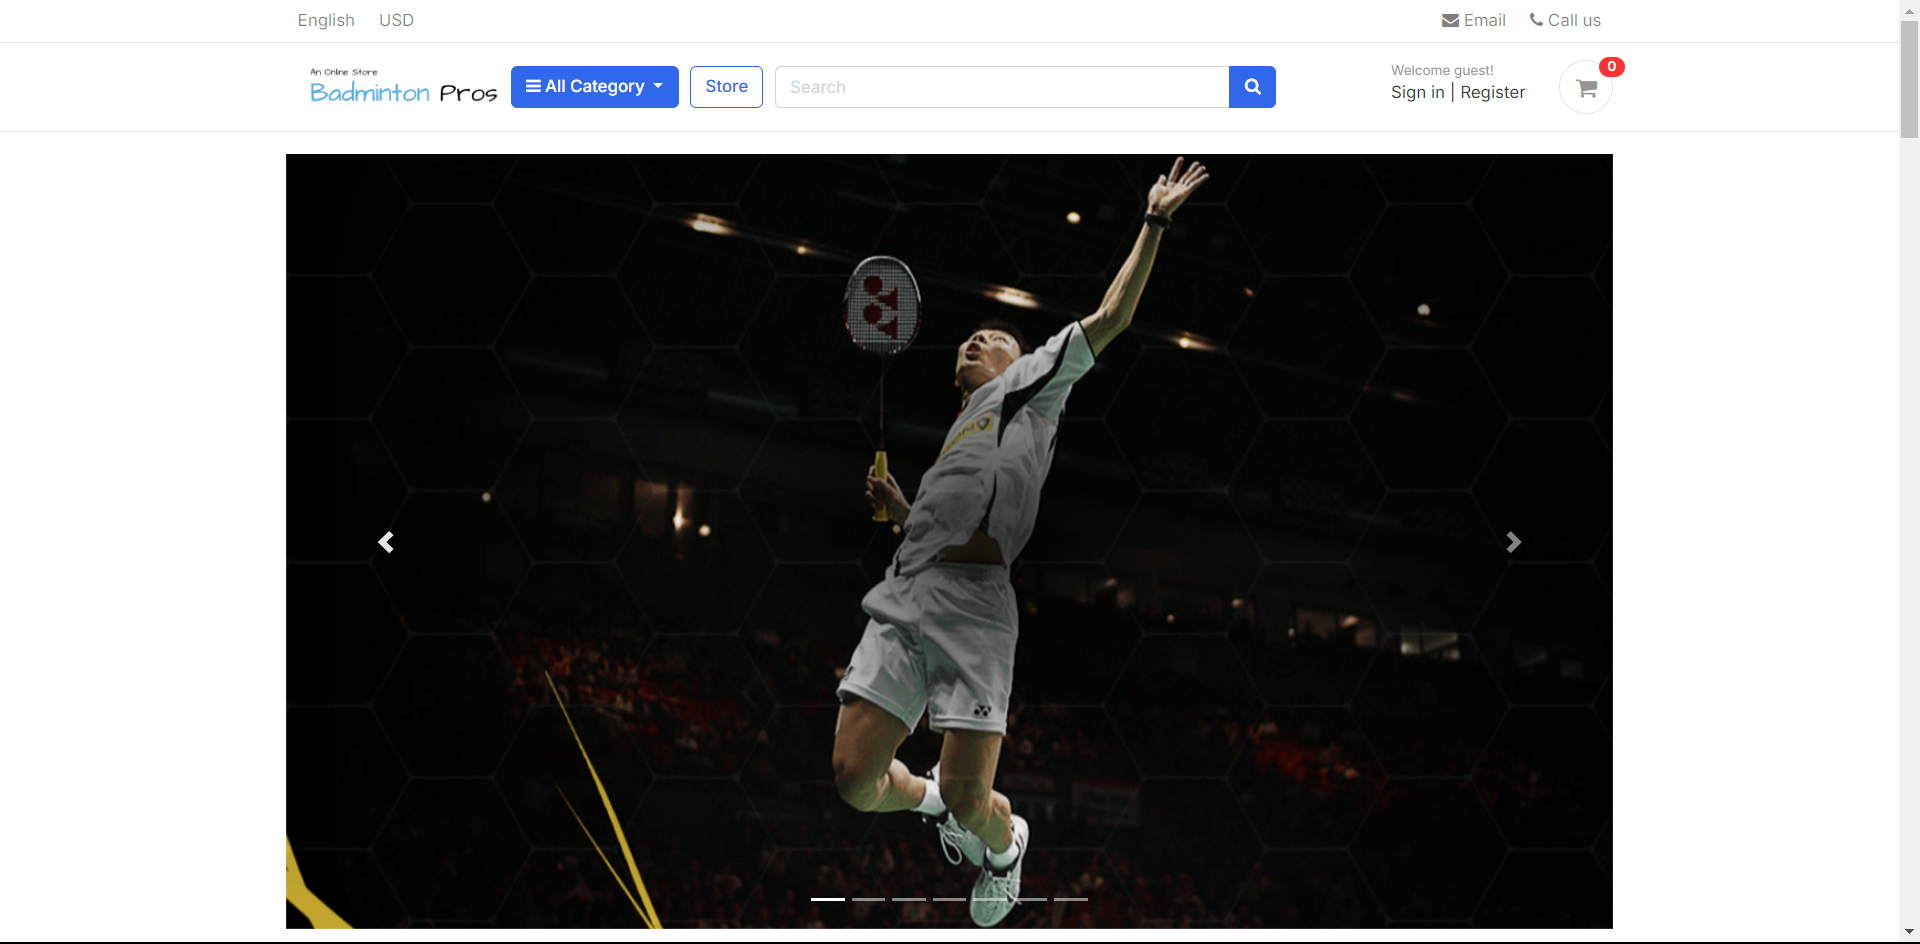 English USD Email Call us
An Online Store
Badminton Pros
All Category Store Search
Welcome guest!
Sign in | Register
0